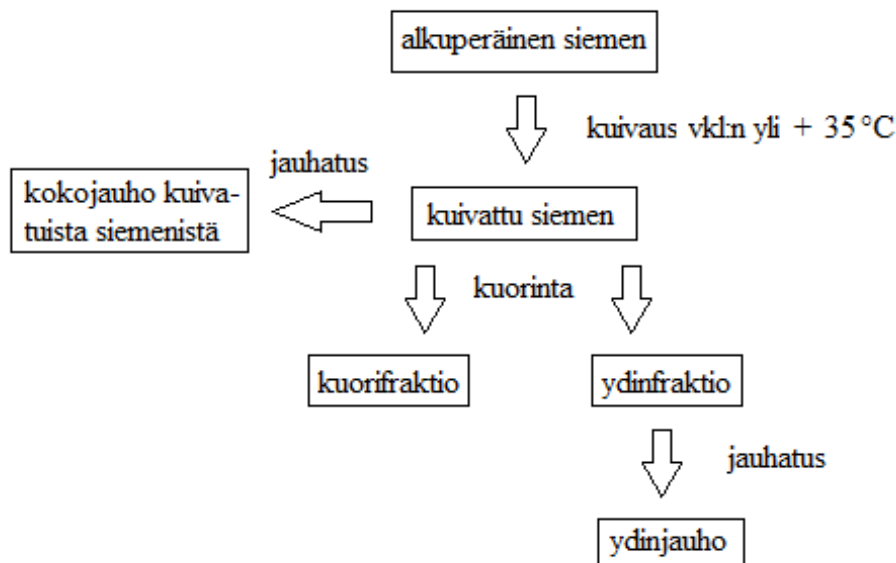 alkuperäinen siemen
kuivaus vkl:n yli + 35 °C
jauhatus
kokojauho kuiva-
tuista siemenistä
kuivattu siemen
kuorinta
kuorifraktio
ydinfraktio
jauhatus
ydinjauho